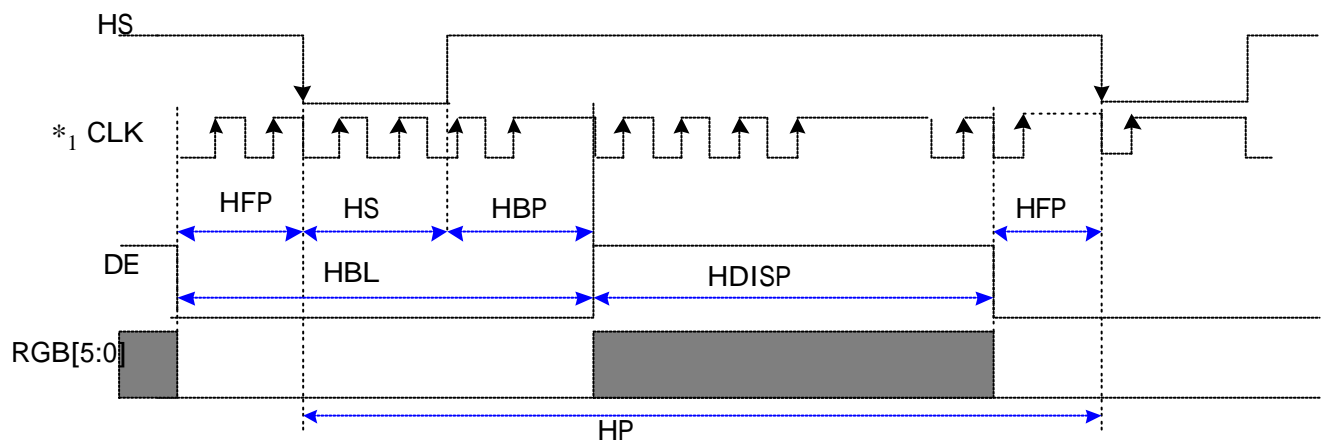 HS
*1 CLK
HFP
HS
HBP
HFP
DE
HBL
HDISP
RGB[5:0]
HP